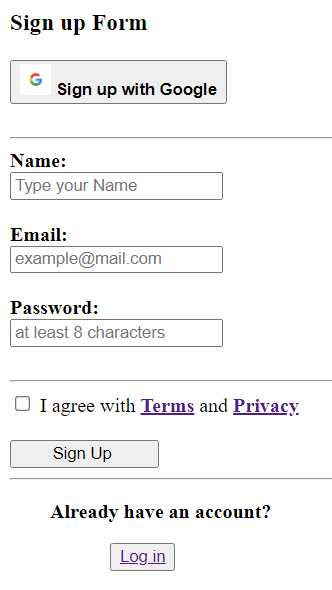 Sign up Form
Sign up with Google
Name:
Type your Name
Email:
example@mail.com
Password:
at least 8 characters
I agree with Terms and Privacy
Sign Up
Already have an account?
Log in